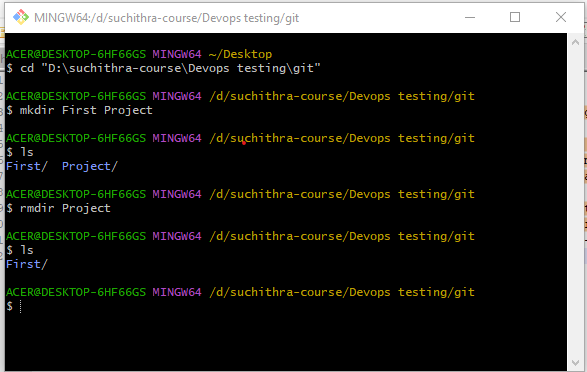 MINGW64:/d/suchithra-course/Devops testing/git
ACER@DESKTOP-6HF66GS MINGW64 ~/Desktop
$ cd "D:\suchithra-course\Devops testing\git"
ACER@DESKTOP-6HF66GS MINGW64 /d/suchithra-course/Devops testing/git
$ mkdir First Project
ACER@DESKTOP-6HF66GS MINGW64 /d/suchithra-course/Devops testing/git
$ ls
First/  Project/
ACER@DESKTOP-6HF66GS MINGW64 /d/suchithra-course/Devops testing/git
$ rmdir Project
ACER@DESKTOP-6HF66GS MINGW64 /d/suchithra-course/Devops testing/git
$ ls
First/
ACER@DESKTOP-6HF66GS MINGW64 /d/suchithra-course/Devops testing/git
$